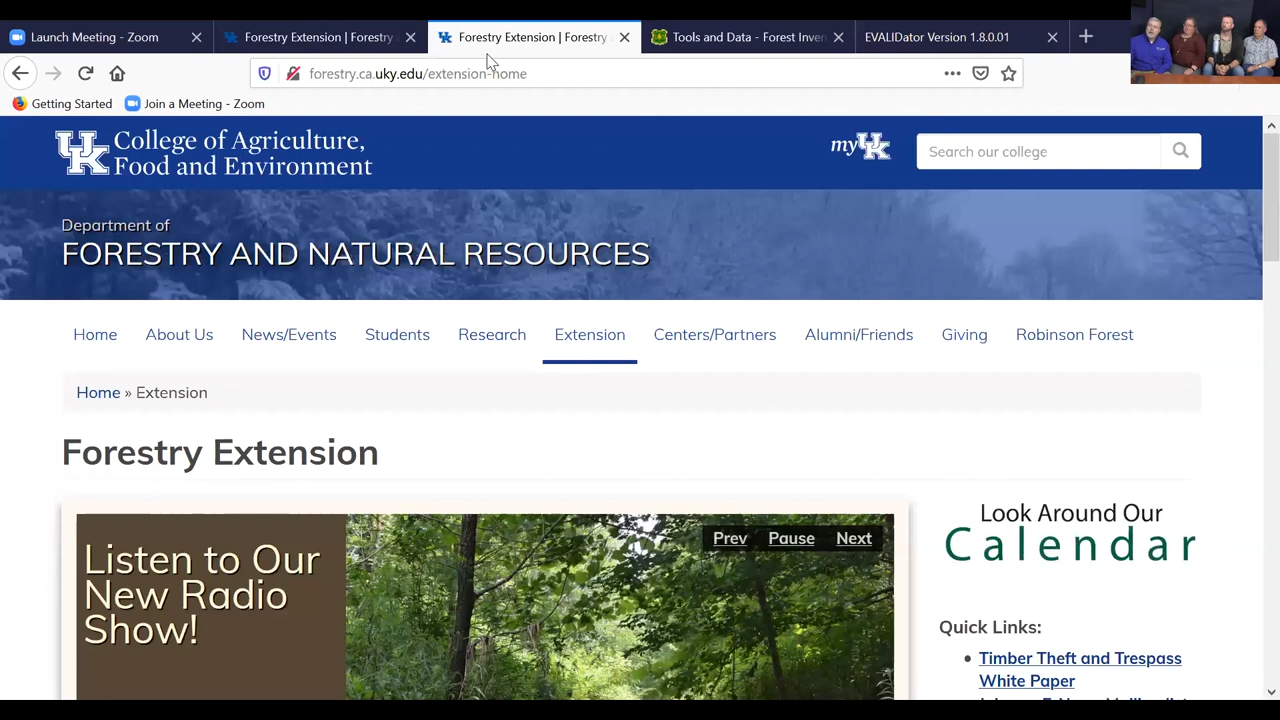 Launch Meeting - Zoom
Forestry Extension | Forestry
Forestry Extension | Forestry
Tools and Data - Forest Inven
EVALIDator Version 1.8.0.01
forestry.ca.uky.edu/extension-home
Getting Started
Join a Meeting - Zoom
UK College of Agriculture,
Food and Environment
myUK
Search our college
Department of
FORESTRY AND NATURAL RESOURCES
Home
About Us
News/Events
Students
Research
Extension
Centers/Partners
Alumni/Friends
Giving
Robinson Forest
Home » Extension
Forestry Extension
Listen to Our
New Radio
Show!
Prev
Pause
Next
Look Around Our
Calendar
Quick Links:
Timber Theft and Trespass
White Paper